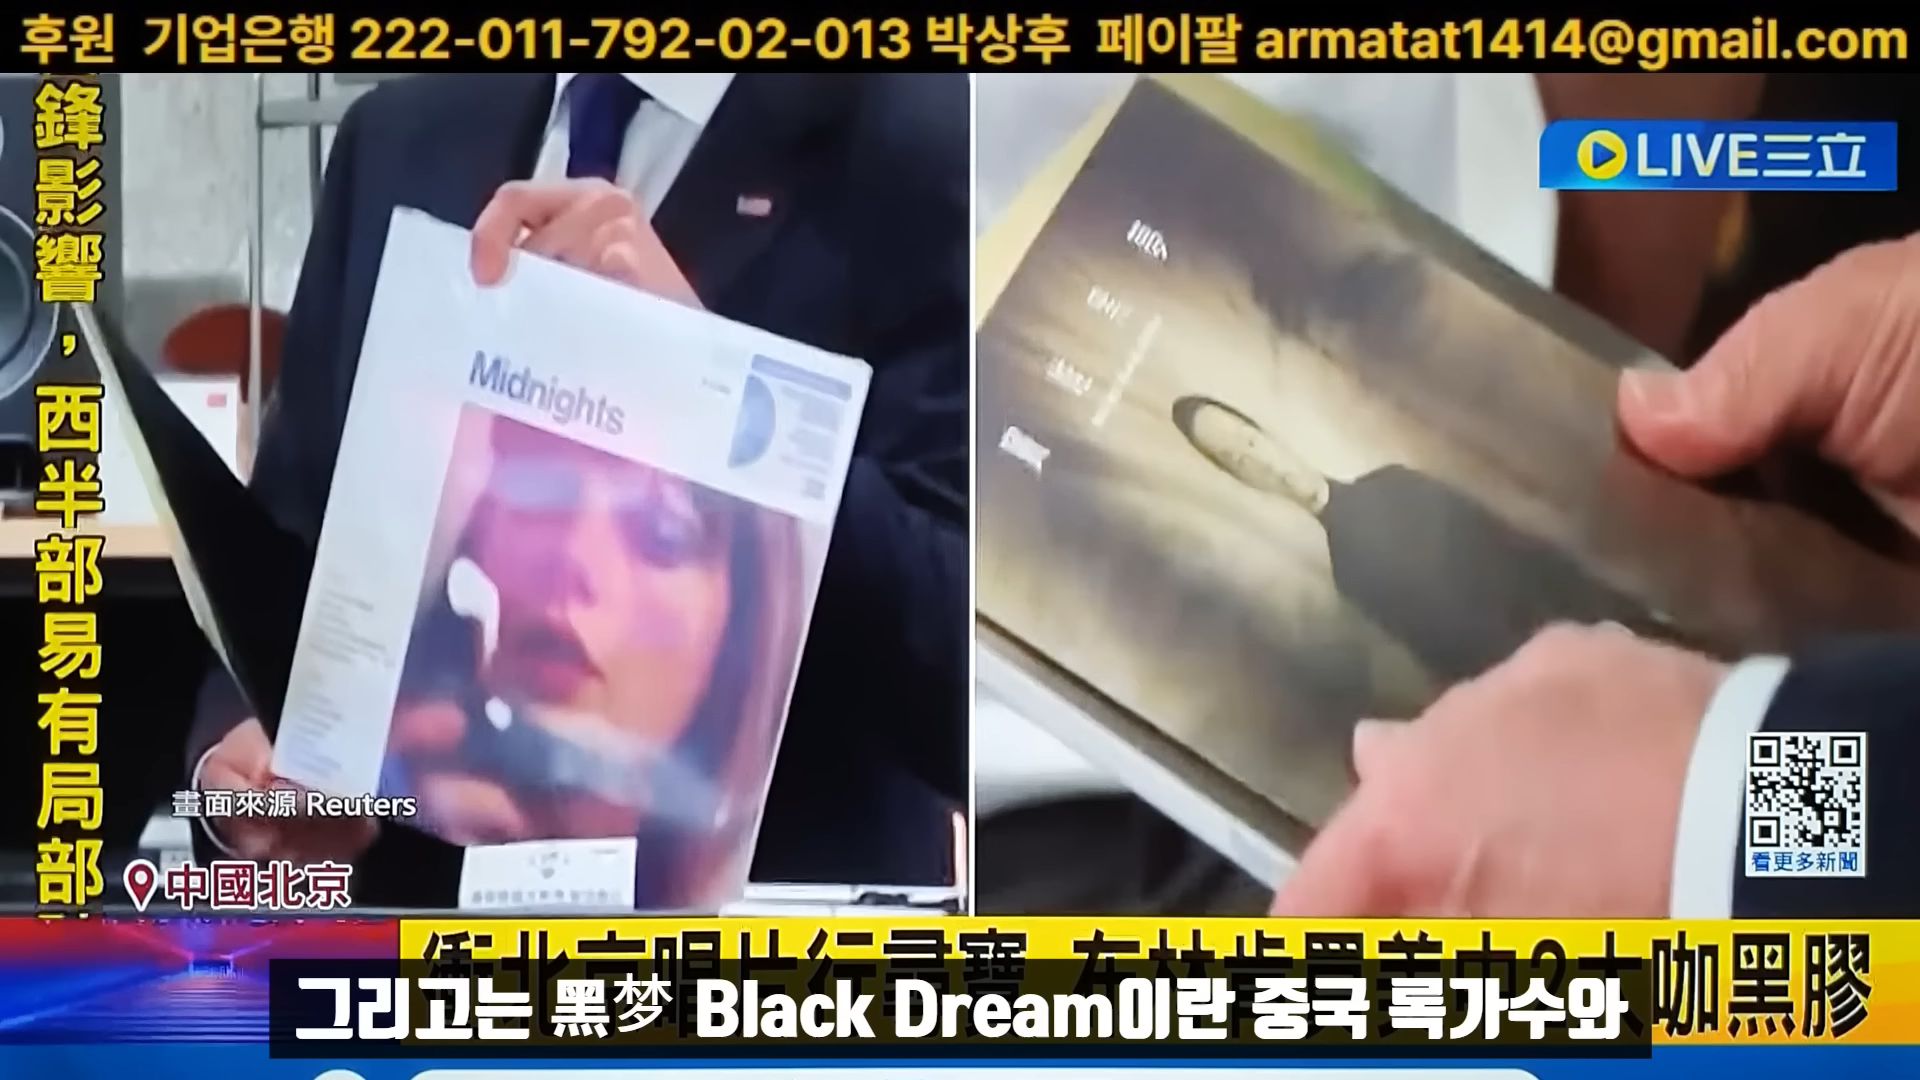 후원 기업은행 222-011-792-02-013 박상후 페이팔 armatat1414@gmail.com
鋒影響，西半部易有局部
LIVE三立
Midnights
畫面來源 Reuters
中國北京
看更多新聞
咖黑膠
그리고는 黑梦 Black Dream이란 중국 록가수와